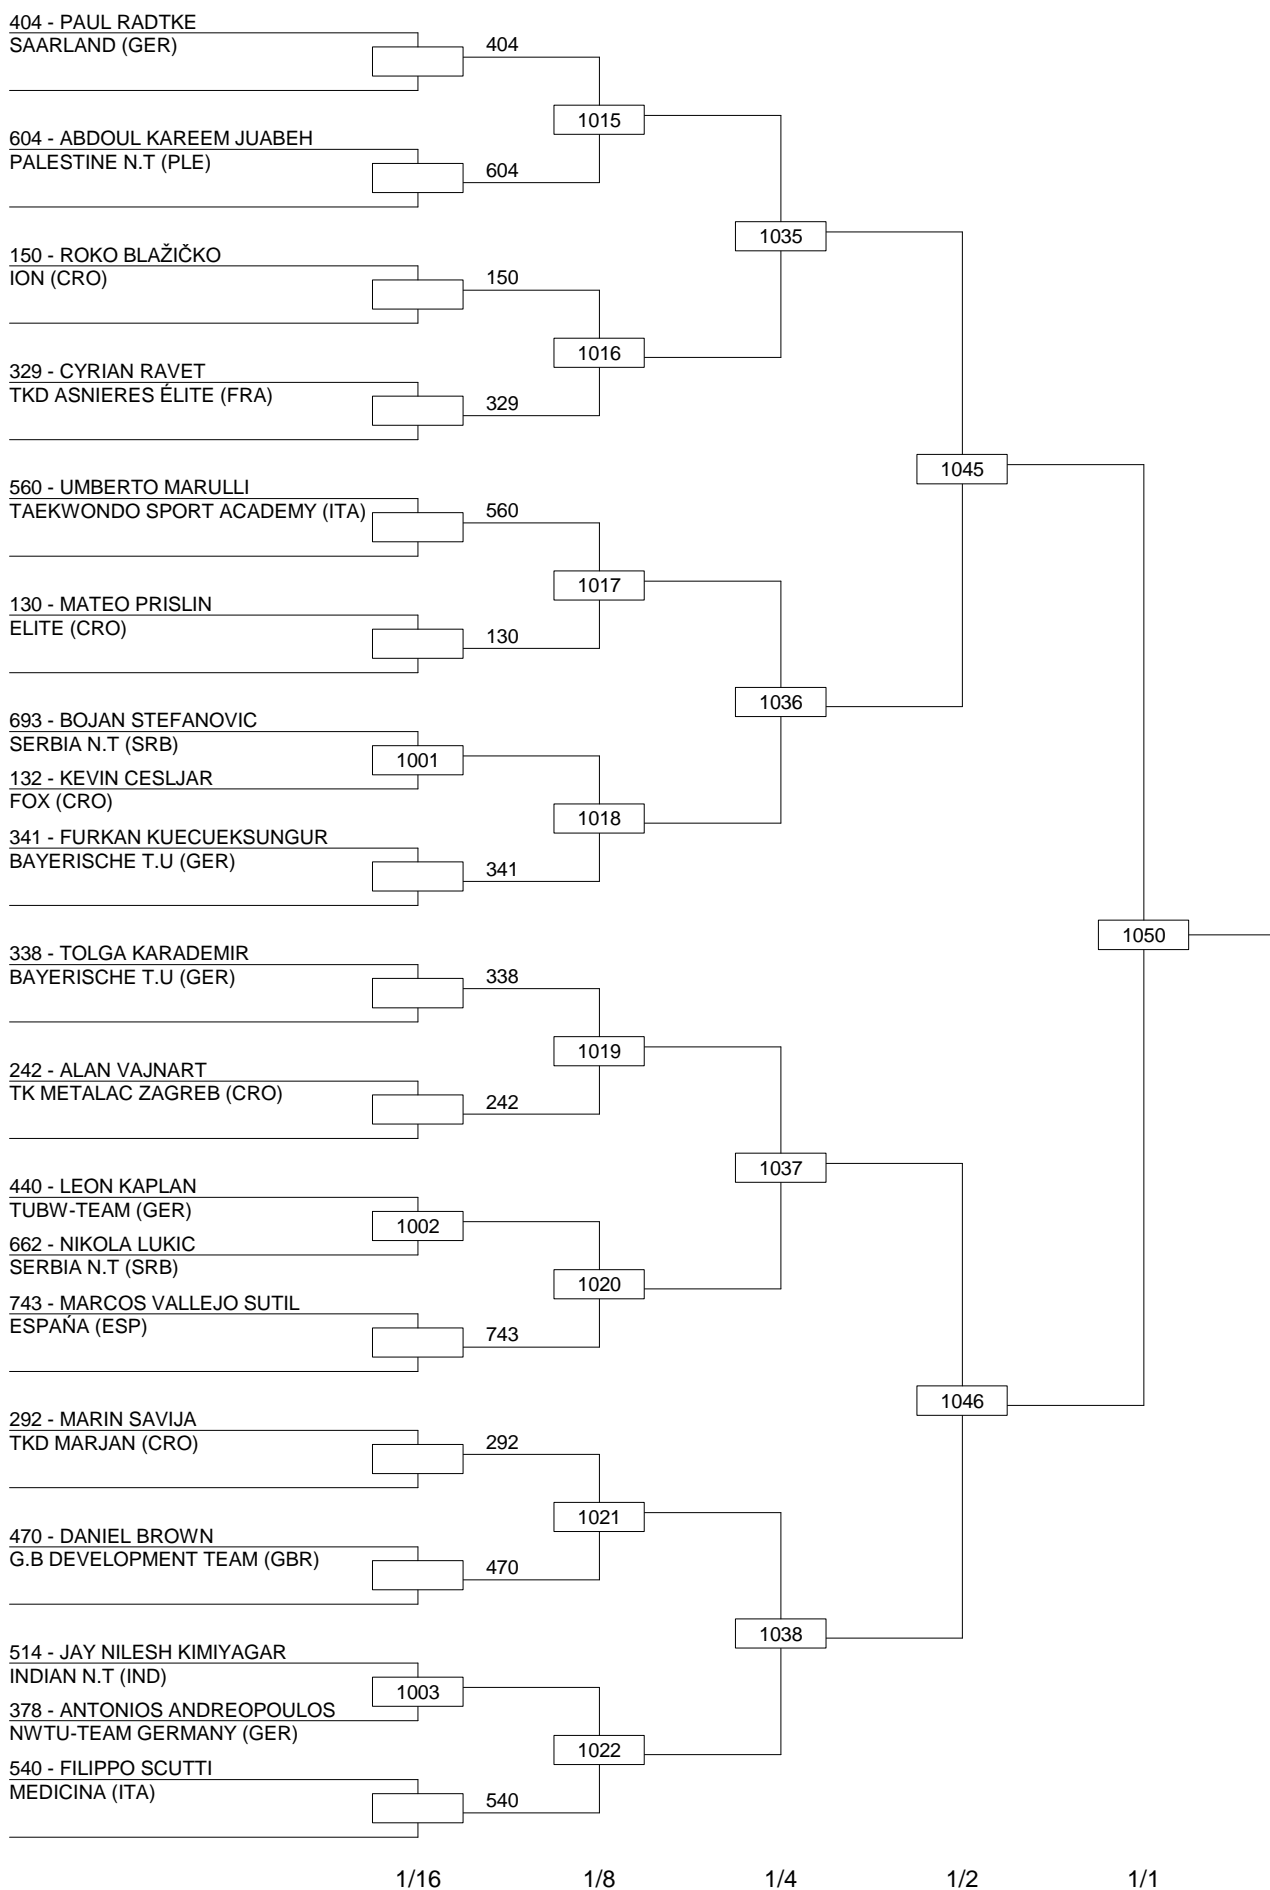 404 - PAUL RADTKE
SAARLAND (GER)
404
1015
604 - ABDOUL KAREEM JUABEH
PALESTINE N.T (PLE)
604
1035
150 - ROKO BLAŽIČKO
ION (CRO)
150
1016
329 - CYRIAN RAVET
TKD ASNIERES ÉLITE (FRA)
329
1045
560 - UMBERTO MARULLI
TAEKWONDO SPORT ACADEMY (ITA)
560
1017
130 - MATEO PRISLIN
ELITE (CRO)
130
1036
693 - BOJAN STEFANOVIC
SERBIA N.T (SRB)
1001
132 - KEVIN CESLJAR
FOX (CRO)
1018
341 - FURKAN KUECUEKSUNGUR
BAYERISCHE T.U (GER)
341
1050
338 - TOLGA KARADEMIR
BAYERISCHE T.U (GER)
338
1019
242 - ALAN VAJNART
TK METALAC ZAGREB (CRO)
242
1037
440 - LEON KAPLAN
TUBW-TEAM (GER)
1002
662 - NIKOLA LUKIC
SERBIA N.T (SRB)
1020
743 - MARCOS VALLEJO SUTIL
ESPAŃA (ESP)
743
1046
292 - MARIN SAVIJA
TKD MARJAN (CRO)
292
1021
470 - DANIEL BROWN
G.B DEVELOPMENT TEAM (GBR)
470
1038
514 - JAY NILESH KIMIYAGAR
INDIAN N.T (IND)
1003
378 - ANTONIOS ANDREOPOULOS
NWTU-TEAM GERMANY (GER)
1022
540 - FILIPPO SCUTTI
MEDICINA (ITA)
540
1/16 1/8 1/4 1/2 1/1